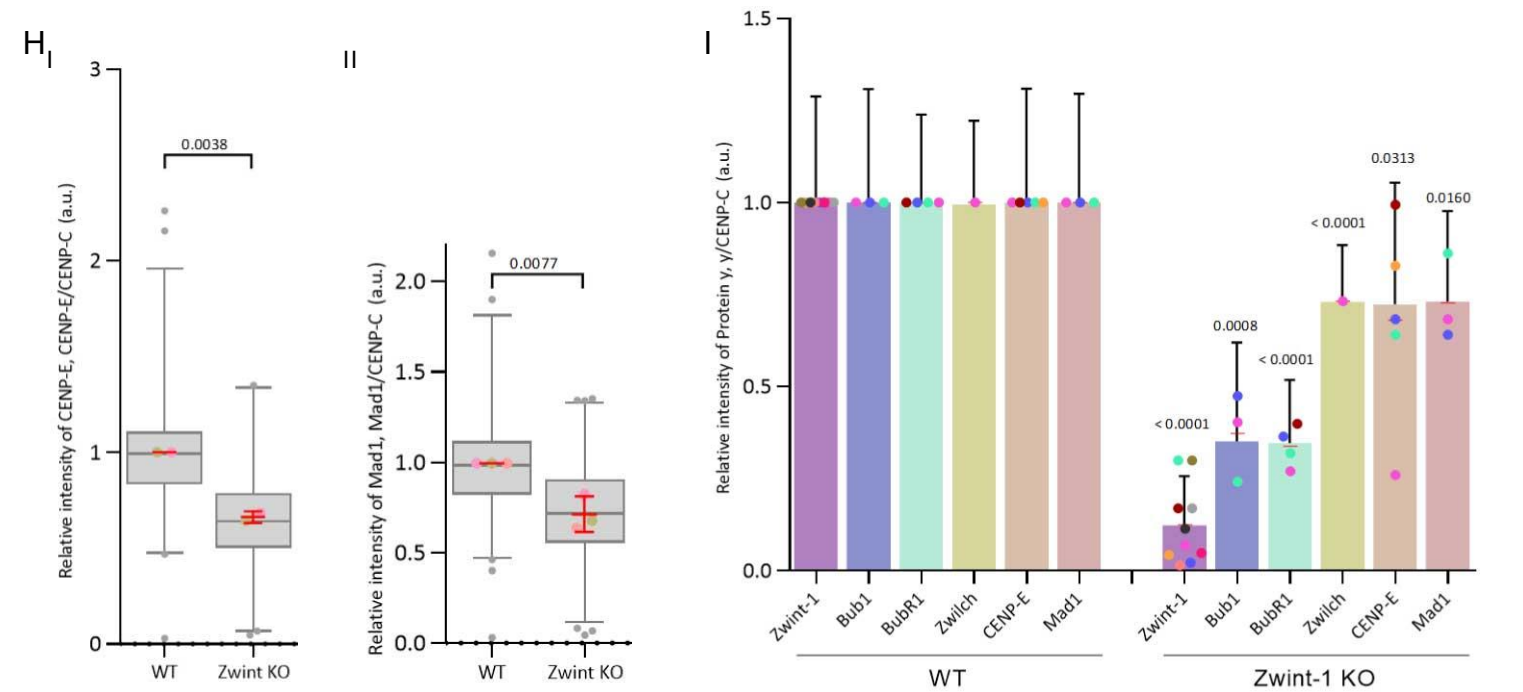 H
I
Relative intensity of CENP-E, CENP-E/CENP-C (a.u.)
3
2
1
0
0.0038
WT
Zwint KO
II
Relative intensity of Mad1, Mad1/CENP-C (a.u.)
2.0
1.5
1.0
0.5
0.0
0.0077
WT
Zwint KO
I
Relative intensity of Protein y, y/CENP-C (a.u.)
1.5
1.0
0.5
0.0
< 0.0001
0.0008
< 0.0001
< 0.0001
0.0313
0.0160
Zwint-1
Bub1
BubR1
Zwilch
CENP-E
Mad1
Zwint-1
Bub1
BubR1
Zwilch
CENP-E
Mad1
WT
Zwint-1 KO